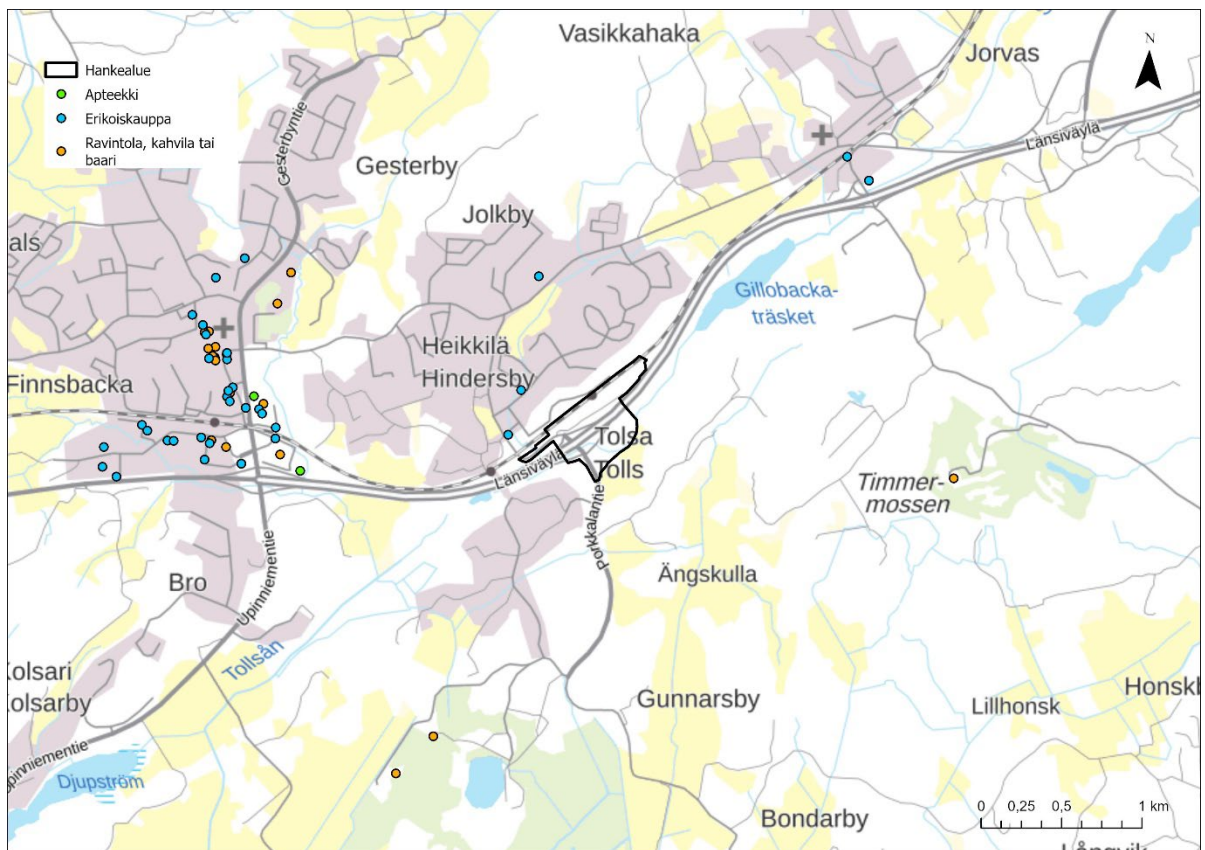 Vasikkahaka
Jorvas
N
Hankealue
Apteekki
Erikoiskauppa
Ravintola, kahvila tai
baari
Länsiväylä
Gesterbyntie
Gesterby
Jolkby
als
Gillobacka-
träsket
Heikkilä
Hindersby
Finnsbacka
Tolsa
Tolls
Länsiväylä
Timmer-
mossen
Porkkalantie
Ängskulla
Bro
Upinniementie
Tollsån
Kolsari
Kolsarby
Gunnarsby
Lillhonsk
Honskb
Upinniementie
Djupström
0 0,25 0,5 1 km
Bondarby
Långvik